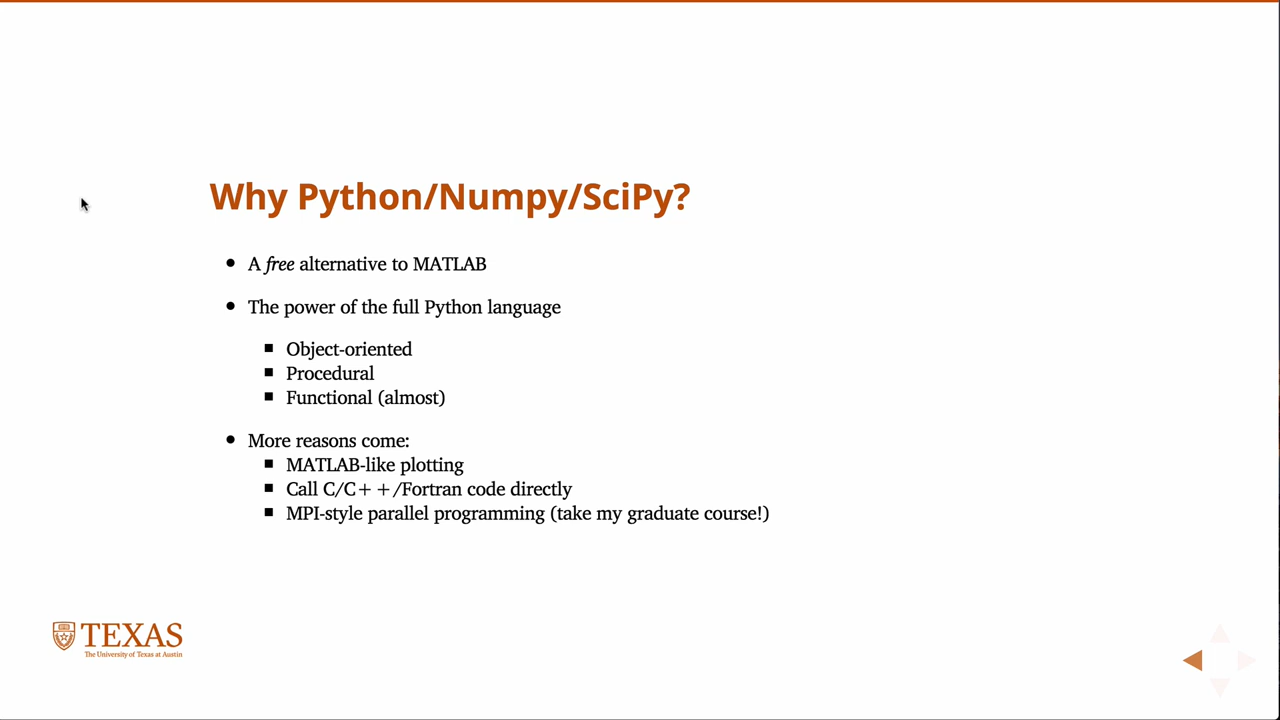 Why Python/Numpy/SciPy?
A free alternative to MATLAB
The power of the full Python language
Object-oriented
Procedural
Functional (almost)
More reasons come:
MATLAB-like plotting
Call C/C++/Fortran code directly
MPI-style parallel programming (take my graduate course!)
TEXAS
The University of Texas at Austin